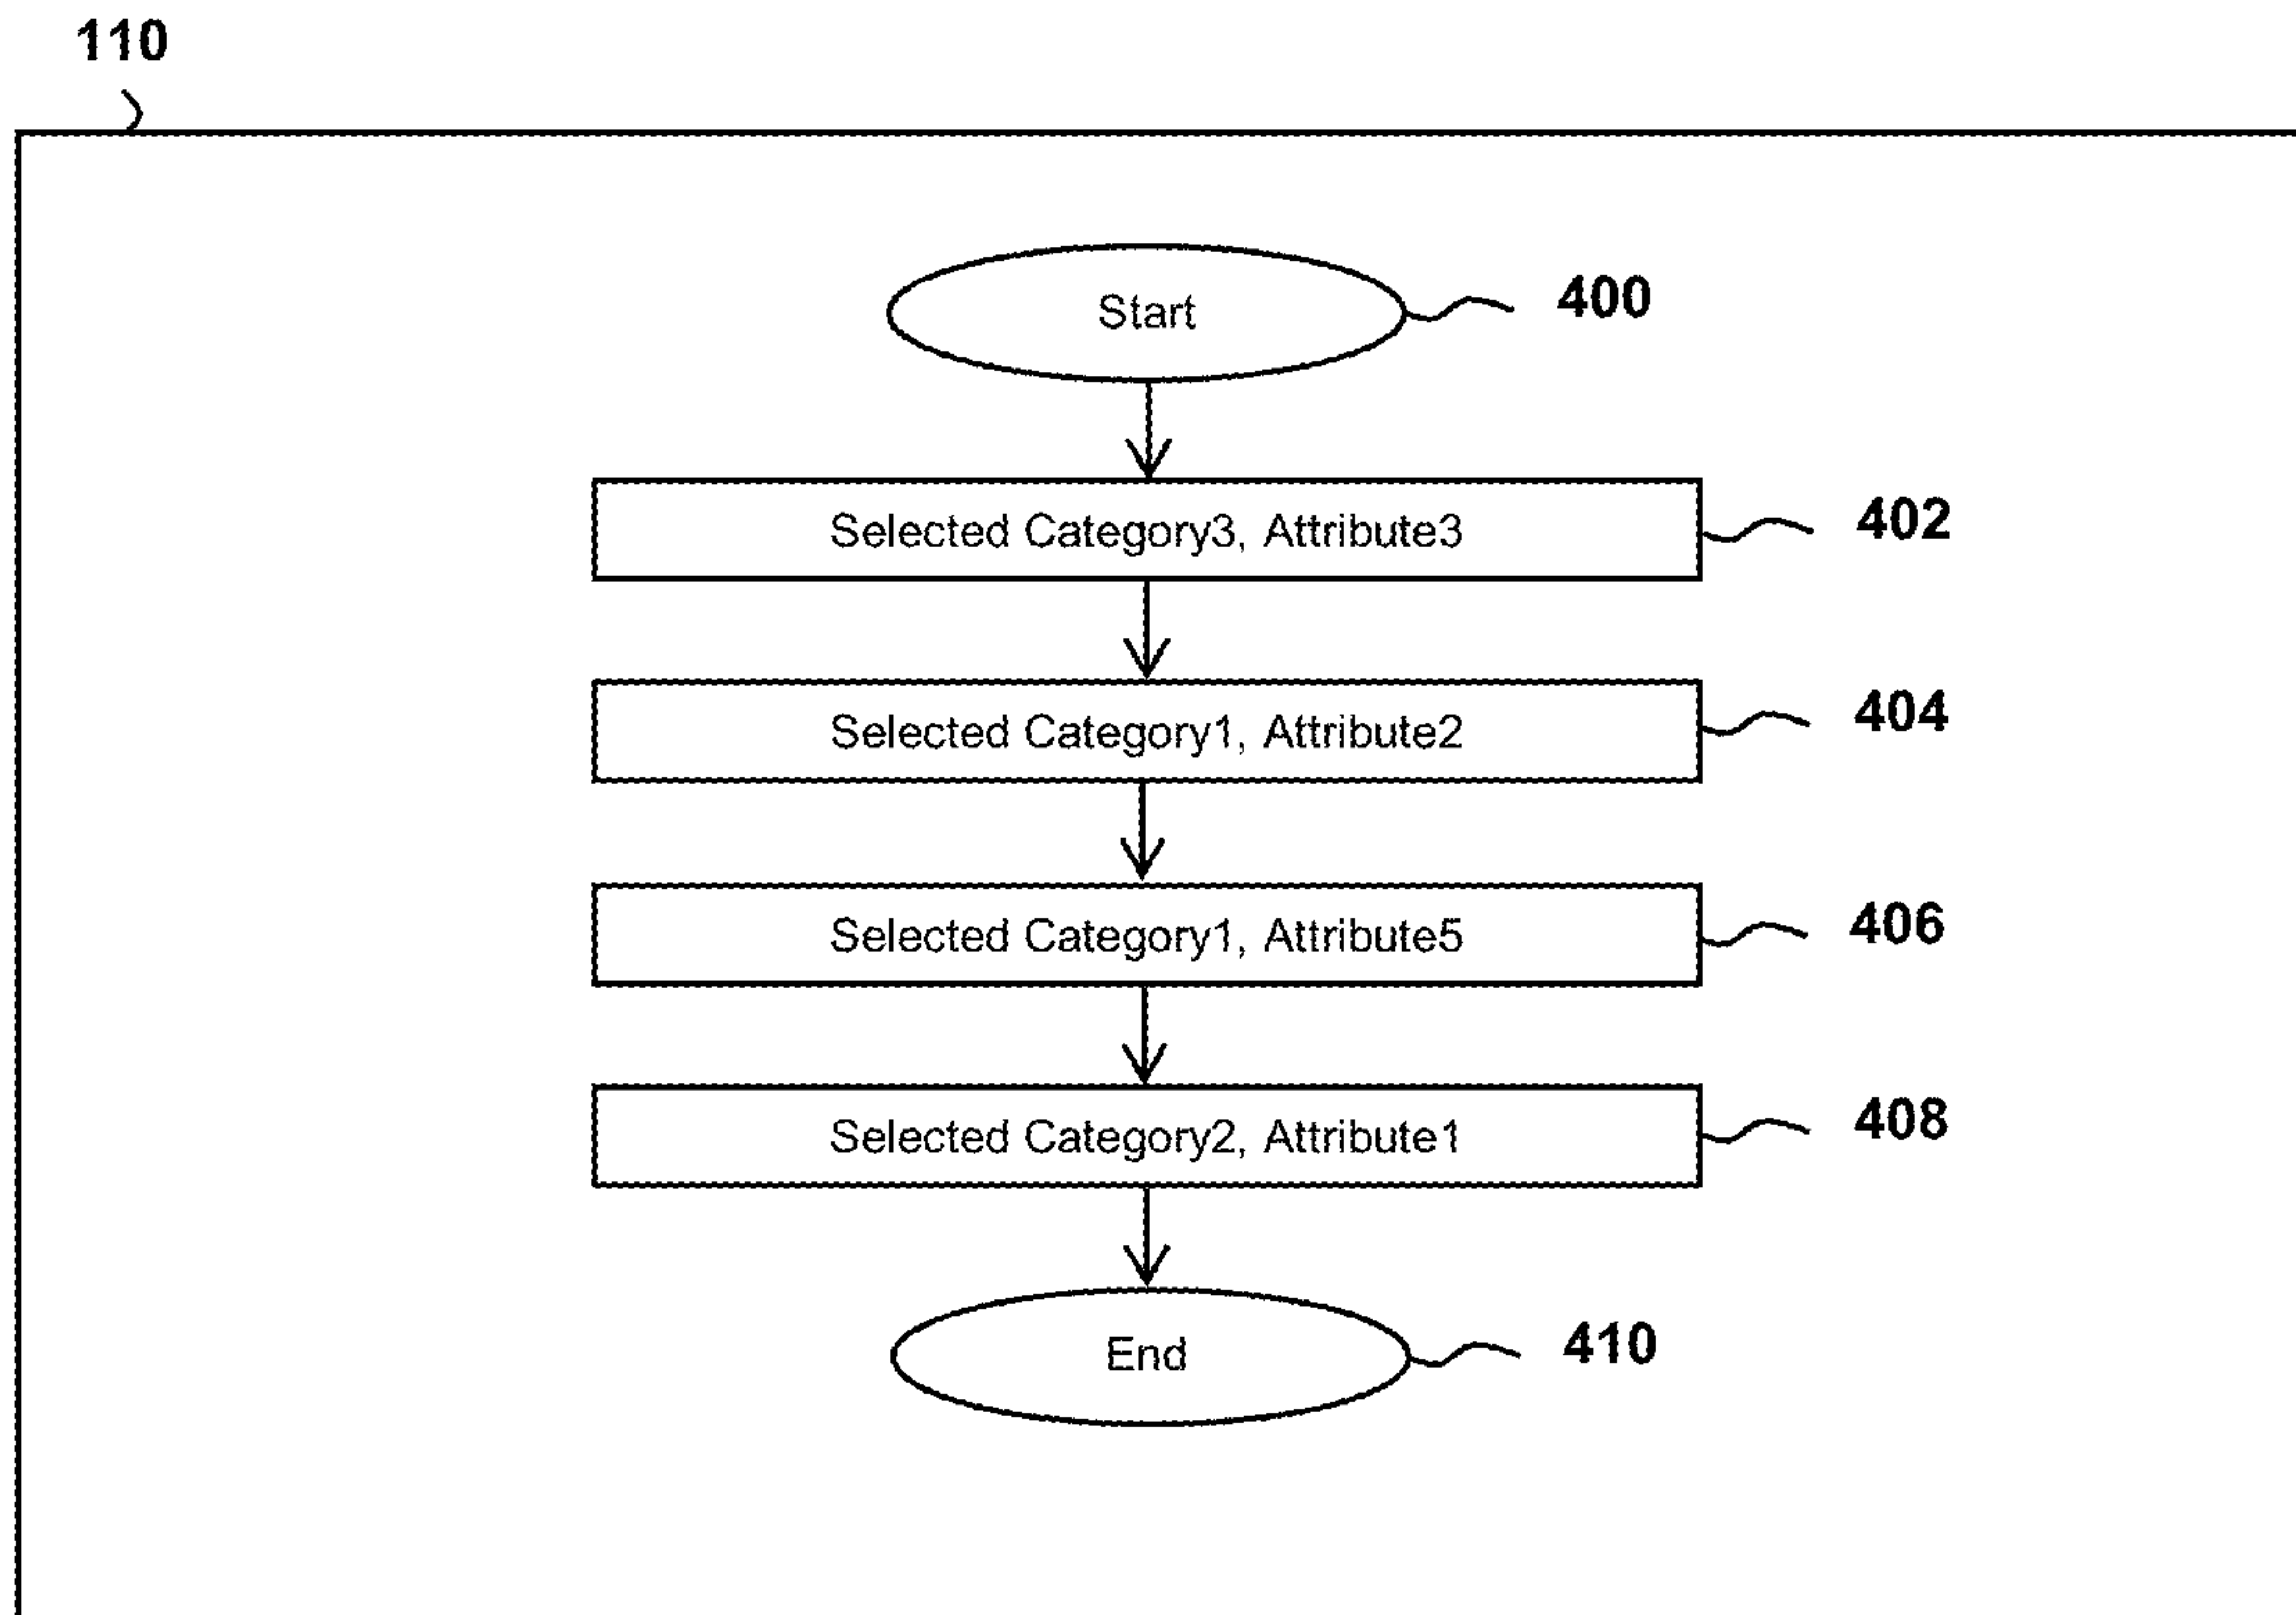 110
Start
400
Selected Category3, Attribute3
402
Selected Category1, Attribute2
404
Selected Category1, Attribute5
406
Selected Category2, Attribute1
408
End
410